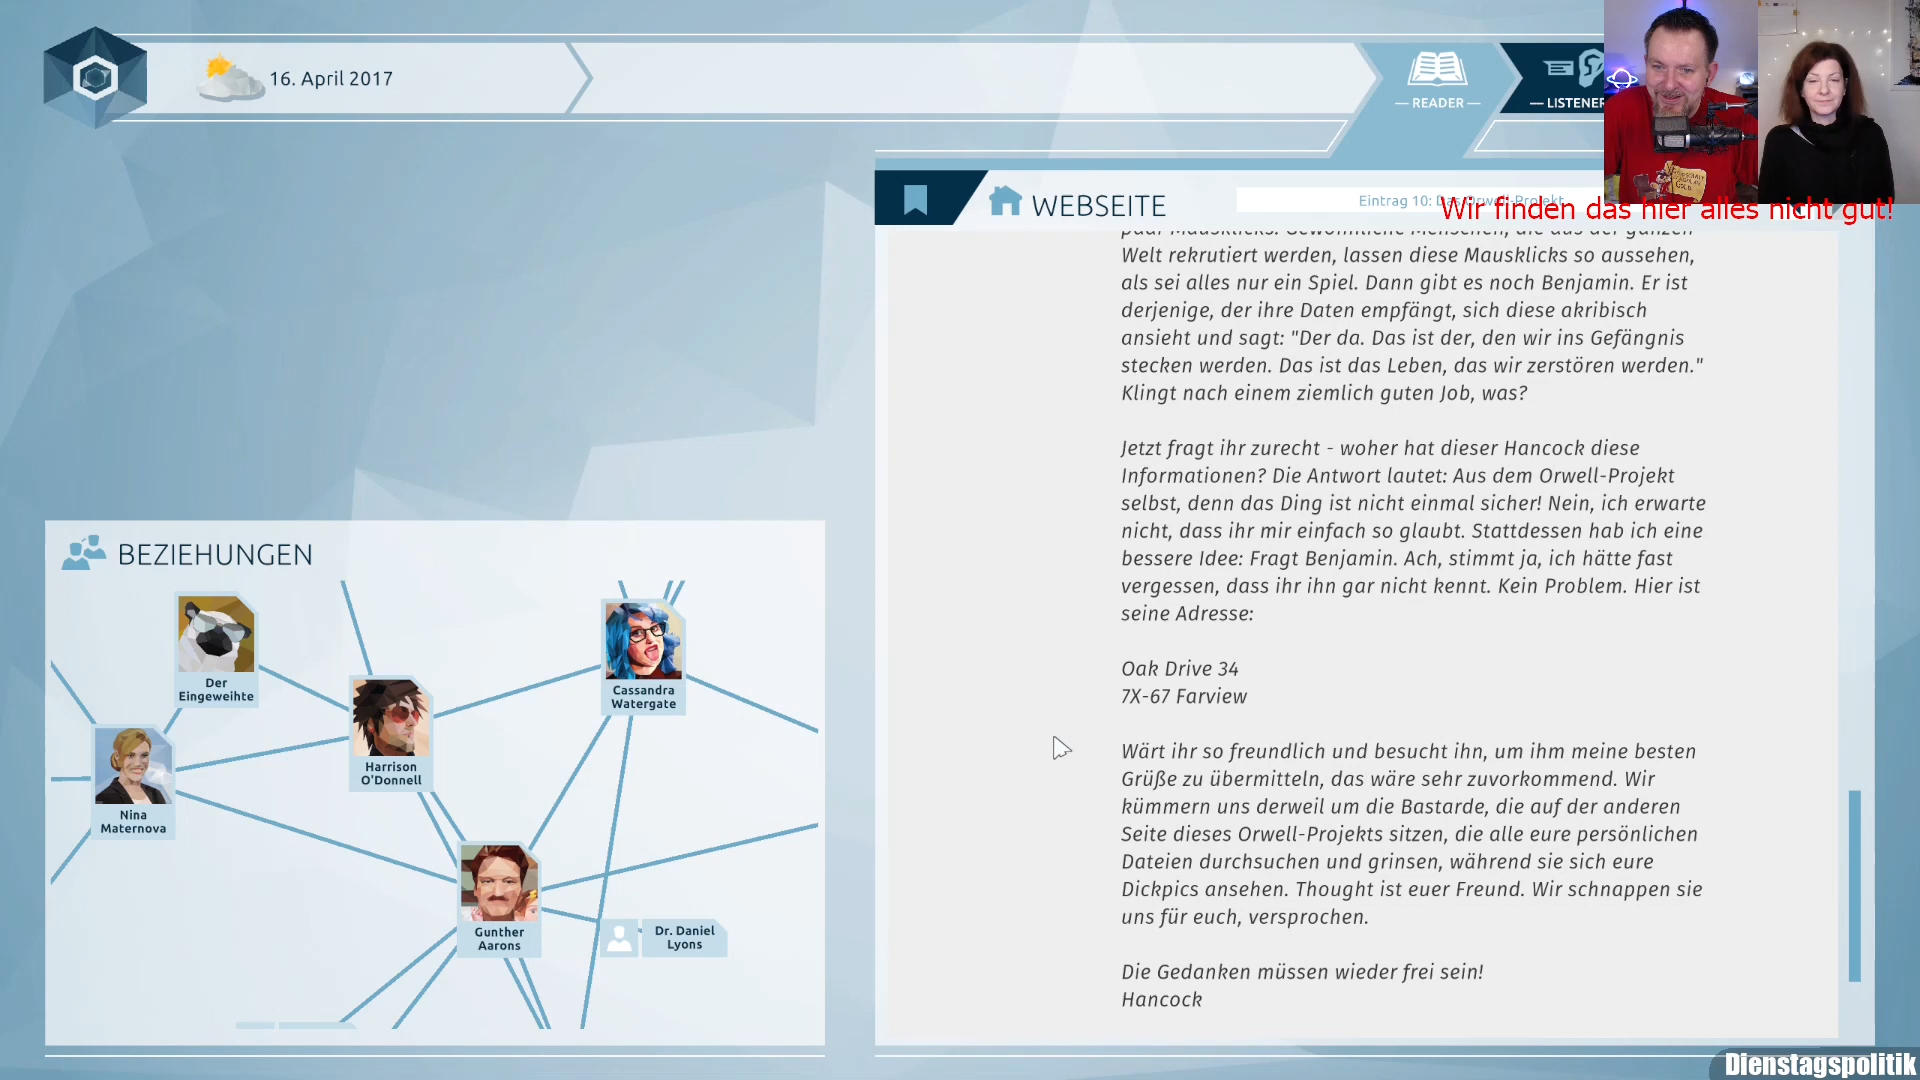 16. April 2017
— READER —
— LISTENER
WEBSEITE
Eintrag 10: Das Orwell-Projekt
Wir finden das hier alles nicht gut!
paar Mausklicks. Gewöhnliche Menschen, die aus der ganzen
Welt rekrutiert werden, lassen diese Mausklicks so aussehen,
als sei alles nur ein Spiel. Dann gibt es noch Benjamin. Er ist
derjenige, der ihre Daten empfängt, sich diese akribisch
ansieht und sagt: "Der da. Das ist der, den wir ins Gefängnis
stecken werden. Das ist das Leben, das wir zerstören werden."
Klingt nach einem ziemlich guten Job, was?
Jetzt fragt ihr zurecht - woher hat dieser Hancock diese
Informationen? Die Antwort lautet: Aus dem Orwell-Projekt
selbst, denn das Ding ist nicht einmal sicher! Nein, ich erwarte
nicht, dass ihr mir einfach so glaubt. Stattdessen hab ich eine
bessere Idee: Fragt Benjamin. Ach, stimmt ja, ich hätte fast
vergessen, dass ihr ihn gar nicht kennt. Kein Problem. Hier ist
seine Adresse:
Oak Drive 34
7X-67 Farview
Wärt ihr so freundlich und besucht ihn, um ihm meine besten
Grüße zu übermitteln, das wäre sehr zuvorkommend. Wir
kümmern uns derweil um die Bastarde, die auf der anderen
Seite dieses Orwell-Projekts sitzen, die alle eure persönlichen
Dateien durchsuchen und grinsen, während sie sich eure
Dickpics ansehen. Thought ist euer Freund. Wir schnappen sie
uns für euch, versprochen.
Die Gedanken müssen wieder frei sein!
Hancock
BEZIEHUNGEN
Der
Eingeweihte
Cassandra
Watergate
Harrison
O'Donnell
Nina
Maternova
Gunther
Aarons
Dr. Daniel
Lyons
Dienstagspolitik